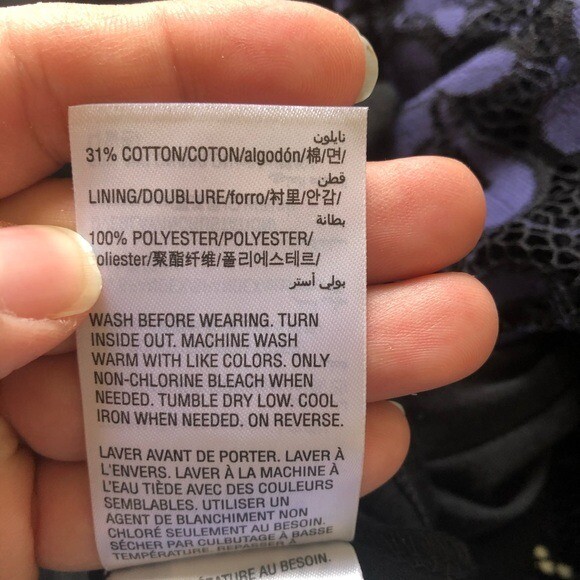 نايلون
31% COTTON/COTON/algodón/棉/면/
قطن
LINING/DOUBLURE/forro/衬里/안감/
بطانة
100% POLYESTER/POLYESTER/
oliester/聚酯纤维/폴리에스테르/
بولي أستر
WASH BEFORE WEARING. TURN
INSIDE OUT. MACHINE WASH
WARM WITH LIKE COLORS. ONLY
NON-CHLORINE BLEACH WHEN
NEEDED. TUMBLE DRY LOW. COOL
IRON WHEN NEEDED. ON REVERSE.
LAVER AVANT DE PORTER. LAVER À
L'ENVERS. LAVER À LA MACHINE À
L'EAU TIÈDE AVEC DES COULEURS
SEMBLABLES. UTILISER UN
AGENT DE BLANCHIMENT NON
CHLORÉ SEULEMENT AU BESOIN.
SÉCHER PAR CULBUTAGE À BASSE
TEMPÉRATURE. REPASSER À
ÉRATURE AU BESOIN.